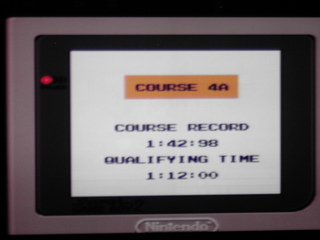 COURSE 4A
COURSE RECORD
1:42:98
QUALIFYING TIME
1:12:00
Nintendo